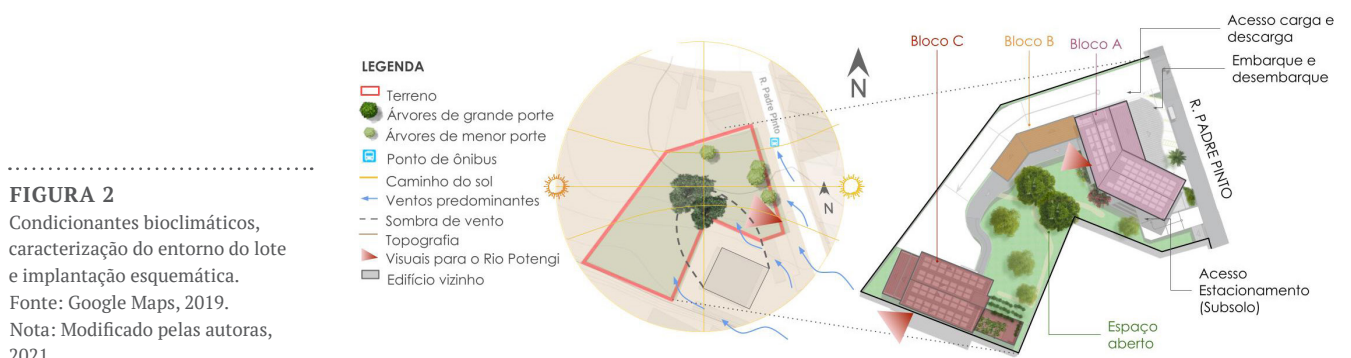 FIGURA 2
Condicionantes bioclimáticos,
caracterização do entorno do lote
e implantação esquemática.
Fonte: Google Maps, 2019.
Nota: Modificado pelas autoras,
2021.
LEGENDA
Terreno
Árvores de grande porte
Árvores de menor porte
Ponto de ônibus
Caminho do sol
Ventos predominantes
Sombra de vento
Topografia
Visuais para o Rio Potengi
Edifício vizinho
R. Padre Pinto
N
N
Bloco C
Bloco B
Bloco A
Acesso carga e
descarga
Embarque e
desembarque
R. PADRE PINTO
Acesso
Estacionamento
(Subsolo)
Espaço
aberto